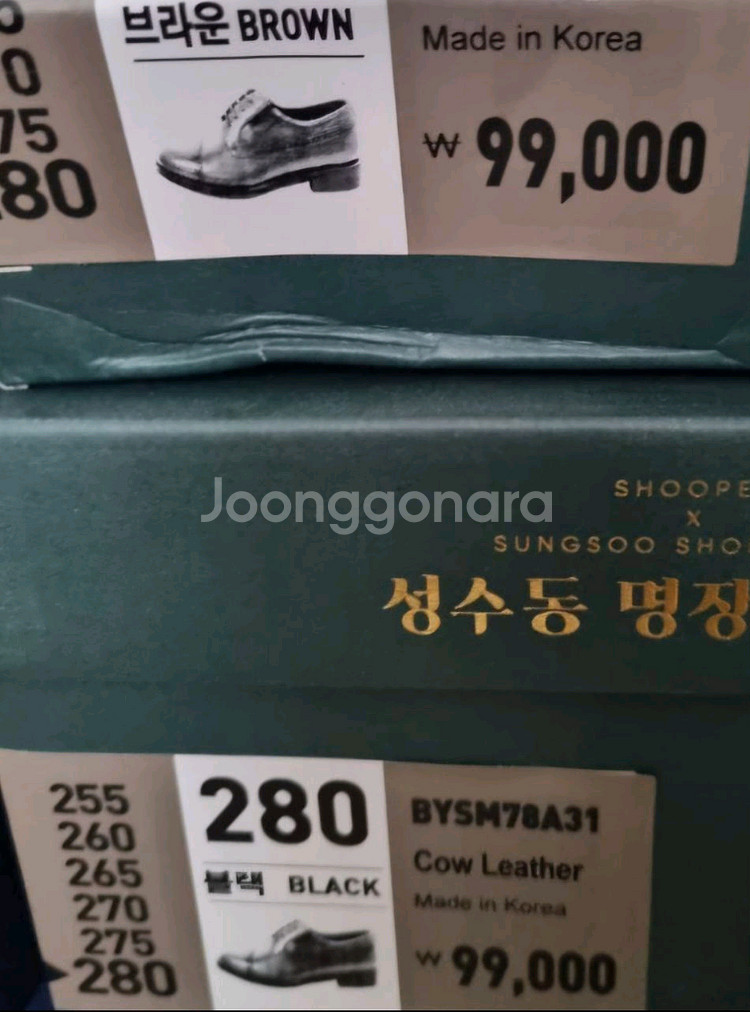 0
75
280
브라운 BROWN
Made in Korea
₩ 99,000
Joonggonara
SHOOPE
X
SUNGSOO SHO
성수동 명장
255
260
265
270
275
280
280
블랙 BLACK
BYSM78A31
Cow Leather
Made in Korea
₩ 99,000